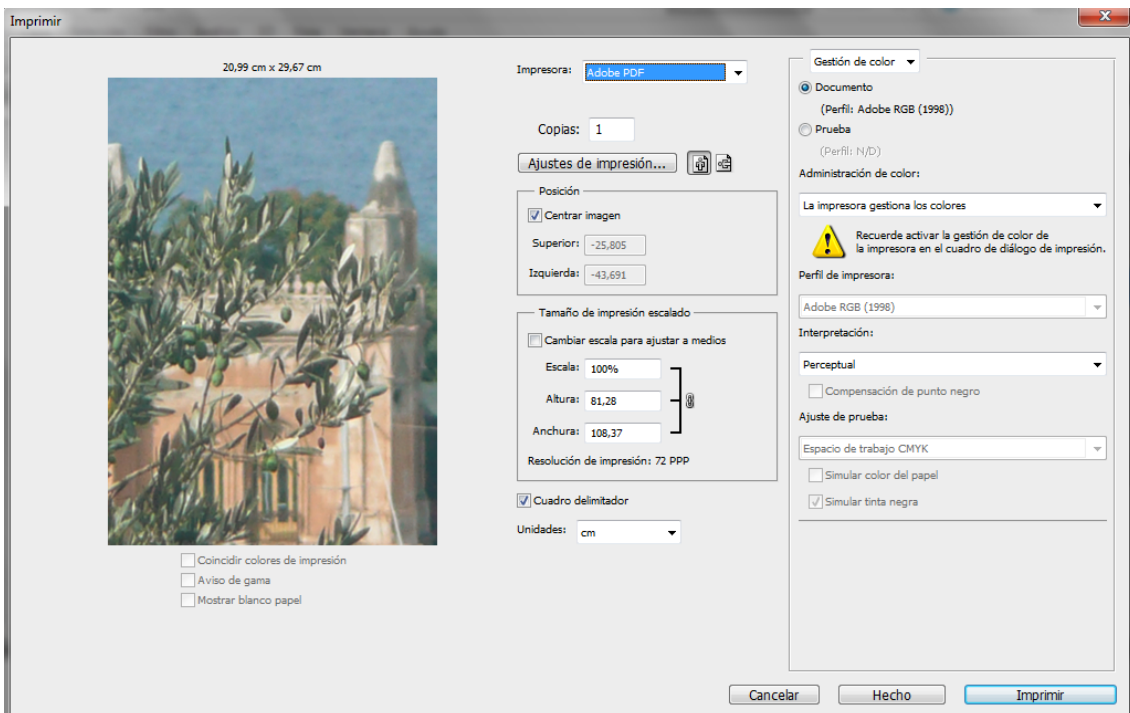 Imprimir
20,99 cm x 29,67 cm
Coincidir colores de impresión
Aviso de gama
Mostrar blanco papel
Impresora: Adobe PDF
Copias: 1
Ajustes de impresión...
Posición
Centrar imagen
Superior: -25,805
Izquierda: -43,691
Tamaño de impresión escalado
Cambiar escala para ajustar a medios
Escala: 100%
Altura: 81,28
Anchura: 108,37
Resolución de impresión: 72 PPP
Cuadro delimitador
Unidades: cm
Gestión de color
Documento
(Perfil: Adobe RGB (1998))
Prueba
(Perfil: N/D)
Administración de color:
La impresora gestiona los colores
Recuerde activar la gestión de color de
la impresora en el cuadro de diálogo de impresión.
Perfil de impresora:
Adobe RGB (1998)
Interpretación:
Perceptual
Compensación de punto negro
Ajuste de prueba:
Espacio de trabajo CMYK
Simular color del papel
Simular tinta negra
Cancelar Hecho Imprimir